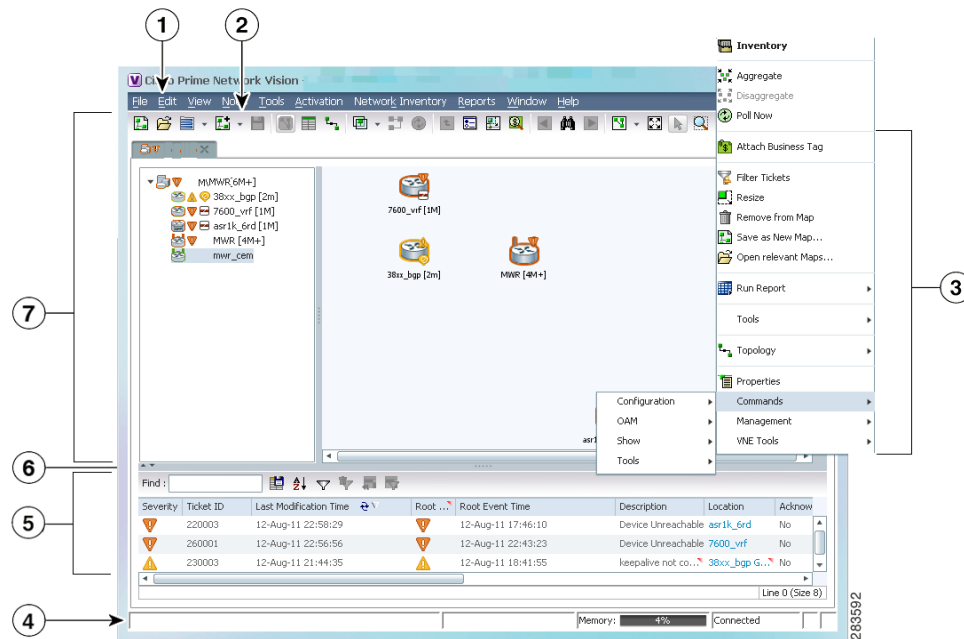 1
2
Inventory
Cisco Prime Network Vision -
File Edit View Node Tools Activation Network Inventory Reports Window Help
Aggregate
Disaggregate
Poll Now
Attach Business Tag
Filter Tickets
Resize
Remove from Map
Save as New Map...
Open relevant Maps...
Run Report
Tools
Topology
Properties
Commands
Management
VNE Tools
3
7
[6M+]
38xx_bgp [2m]
7600_vrf [1M]
asr1k_6rd [1M]
MWR [4M+]
mwr_cem
7600_vrf [1M]
38xx_bgp [2m]
MWR [4M+]
asr1
Configuration
OAM
Show
Tools
6
5
Find :
Severity Ticket ID Last Modification Time Root ... Root Event Time Description Location Acknow
220003 12-Aug-11 22:58:29 12-Aug-11 17:46:10 Device Unreachable asr1k_6rd No
260001 12-Aug-11 22:56:56 12-Aug-11 22:43:23 Device Unreachable 7600_vrf No
230003 12-Aug-11 21:44:35 12-Aug-11 18:41:55 keepalive not co... 38xx_bgp G... No
Line 0 (Size 8)
4
Memory: 4% Connected
283592